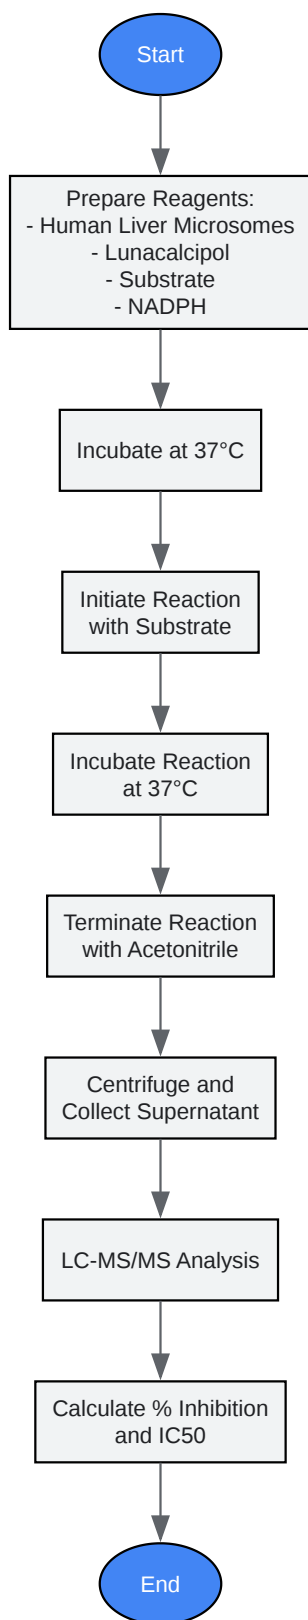 Start
Prepare Reagents:
- Human Liver Microsomes
- Lunacalcipol
- Substrate
- NADPH
Incubate at 37°C
Initiate Reaction
with Substrate
Incubate Reaction
at 37°C
Terminate Reaction
with Acetonitrile
Centrifuge and
Collect Supernatant
LC-MS/MS Analysis
Calculate % Inhibition
and IC50
End